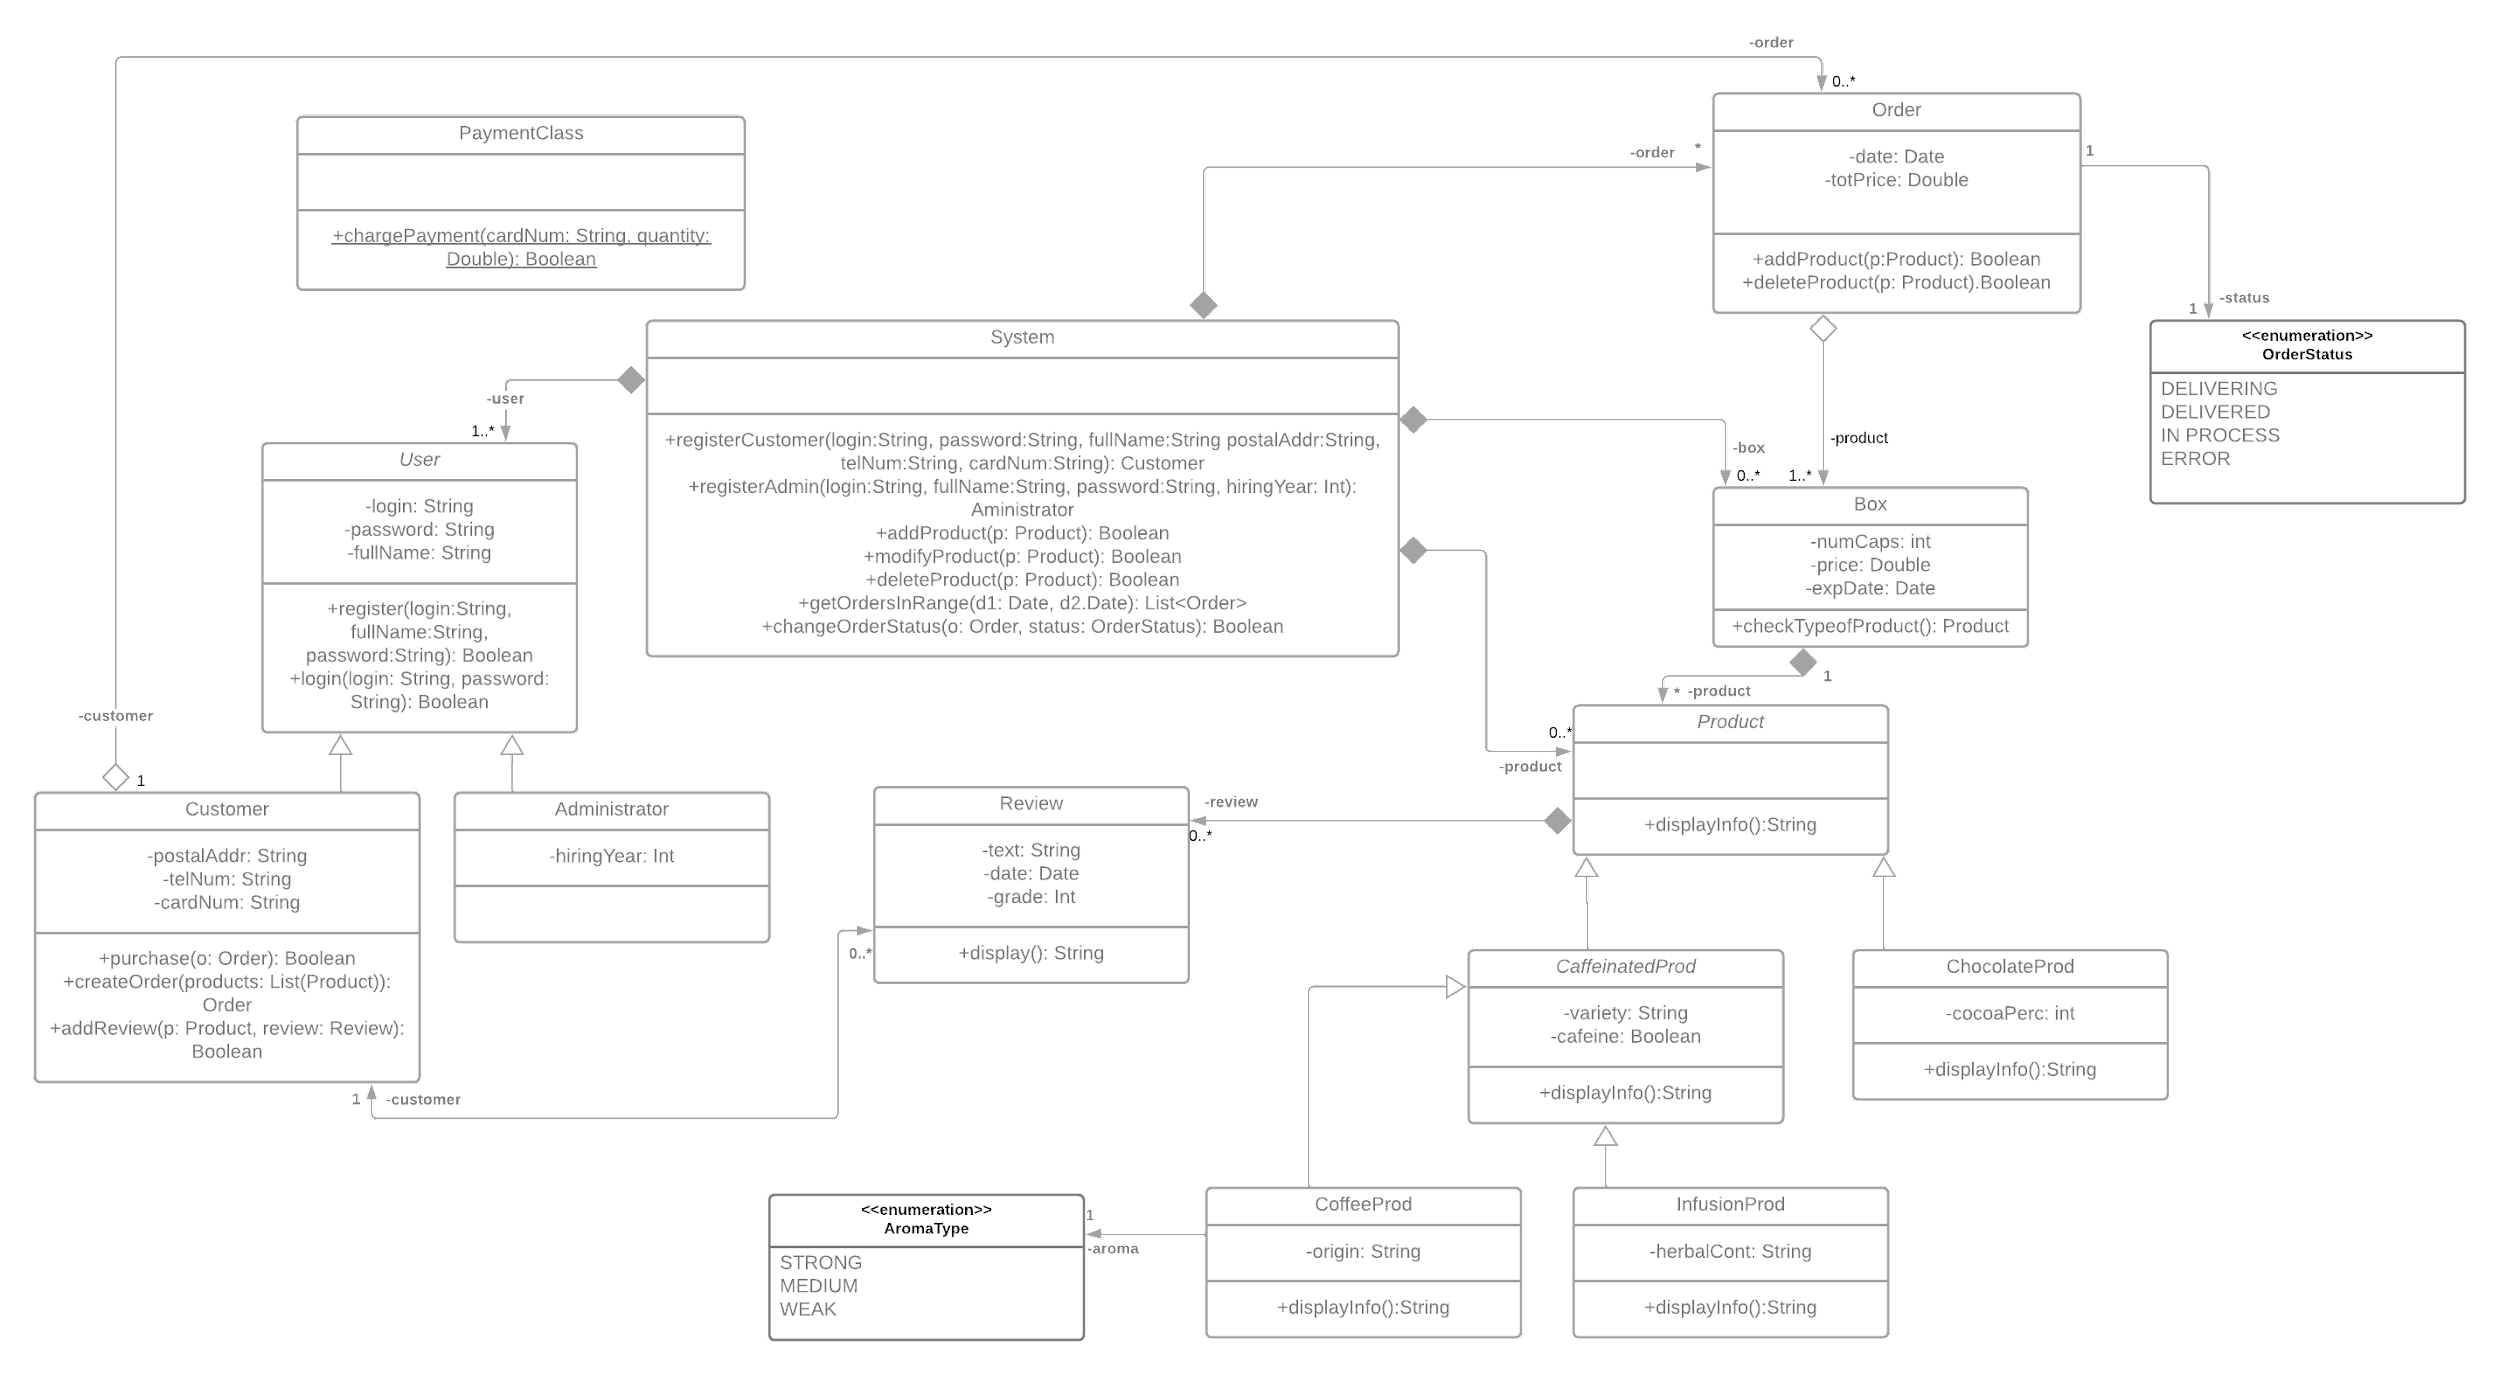 -order
0..*
PaymentClass
+chargePayment(cardNum: String, quantity:
Double): Boolean
-order
*
Order
-date: Date
-totPrice: Double
+addProduct(p:Product): Boolean
+deleteProduct(p: Product).Boolean
1
1
-status
<<enumeration>>
OrderStatus
DELIVERING
DELIVERED
IN PROCESS
ERROR
System
+registerCustomer(login:String, password:String, fullName:String postalAddr:String,
telNum:String, cardNum:String): Customer
+registerAdmin(login:String, fullName:String, password:String, hiringYear: Int):
Aministrator
+addProduct(p: Product): Boolean
+modifyProduct(p: Product): Boolean
+deleteProduct(p: Product): Boolean
+getOrdersInRange(d1: Date, d2.Date): List<Order>
+changeOrderStatus(o: Order, status: OrderStatus): Boolean
-user
1..*
User
-login: String
-password: String
-fullName: String
+register(login:String,
fullName:String,
password:String): Boolean
+login(login: String, password:
String): Boolean
-box
0..*
-product
1..*
Box
-numCaps: int
-price: Double
-expDate: Date
+checkTypeofProduct(): Product
1
* -product
0..*
-product
Product
+displayInfo():String
-customer
1
Customer
-postalAddr: String
-telNum: String
-cardNum: String
+purchase(o: Order): Boolean
+createOrder(products: List(Product)):
Order
+addReview(p: Product, review: Review):
Boolean
1
-customer
Administrator
-hiringYear: Int
Review
-text: String
-date: Date
-grade: Int
+display(): String
-review
0..*
0..*
CaffeinatedProd
-variety: String
-cafeine: Boolean
+displayInfo():String
ChocolateProd
-cocoaPerc: int
+displayInfo():String
<<enumeration>>
AromaType
STRONG
MEDIUM
WEAK
1
-aroma
CoffeeProd
-origin: String
+displayInfo():String
InfusionProd
-herbalCont: String
+displayInfo():String